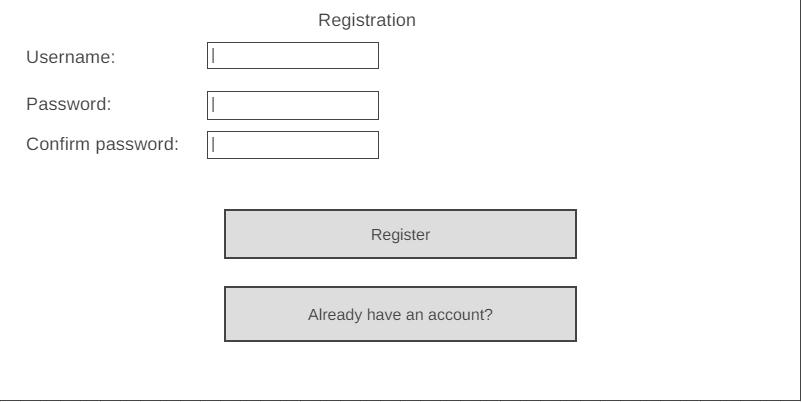 Registration
Username:
Password:
Confirm password:
Register
Already have an account?